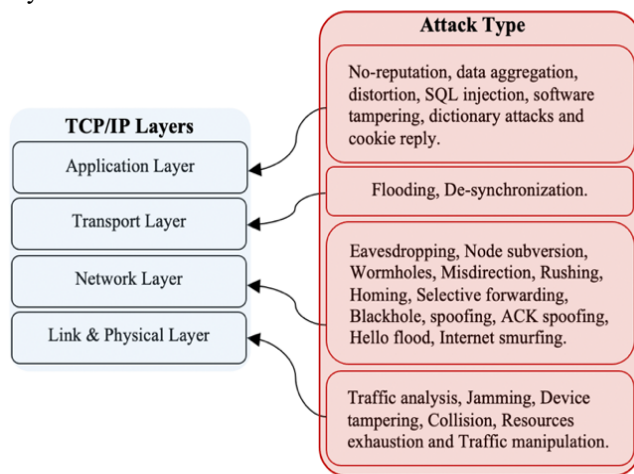 Attack Type
No-reputation, data aggregation,
distortion, SQL injection, software
tampering, dictionary attacks and
cookie reply.
TCP/IP Layers
Application Layer
Flooding, De-synchronization.
Transport Layer
Eavesdropping, Node subversion,
Wormholes, Misdirection, Rushing,
Homing, Selective forwarding,
Blackhole, spoofing, ACK spoofing,
Hello flood, Internet smurfing.
Network Layer
Link & Physical Layer
Traffic analysis, Jamming, Device
tampering, Collision, Resources
exhaustion and Traffic manipulation.